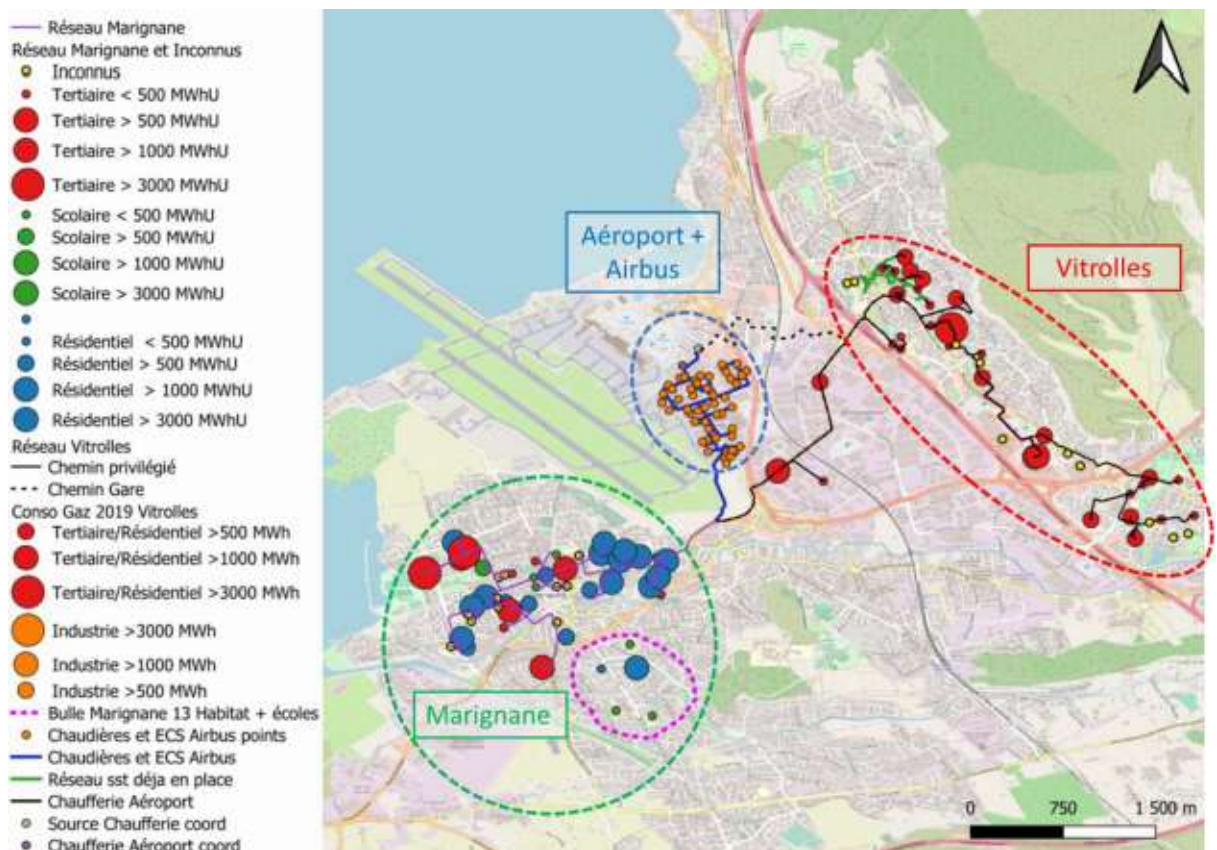 Réseau Marignane
Réseau Marignane et Inconnus
Inconnus
Tertiaire < 500 MWhU
Tertiaire > 500 MWhU
Tertiaire > 1000 MWhU
Tertiaire > 3000 MWhU
Scolaire < 500 MWhU
Scolaire > 500 MWhU
Scolaire > 1000 MWhU
Scolaire > 3000 MWhU
Résidentiel < 500 MWhU
Résidentiel > 500 MWhU
Résidentiel > 1000 MWhU
Résidentiel > 3000 MWhU
Réseau Vitrolles
Chemin privilégié
Chemin Gare
Conso Gaz 2019 Vitrolles
Tertiaire/Résidentiel >500 MWh
Tertiaire/Résidentiel >1000 MWh
Tertiaire/Résidentiel >3000 MWh
Industrie >3000 MWh
Industrie >1000 MWh
Industrie >500 MWh
Bulle Marignane 13 Habitat + écoles
Chaudières et ECS Airbus points
Chaudières et ECS Airbus
Réseau sst déja en place
Chaufferie Aéroport
Source Chaufferie coord
Chaufferie Aéroport coord
Aéroport +
Airbus
Vitrolles
Marignane
0 750 1 500 m